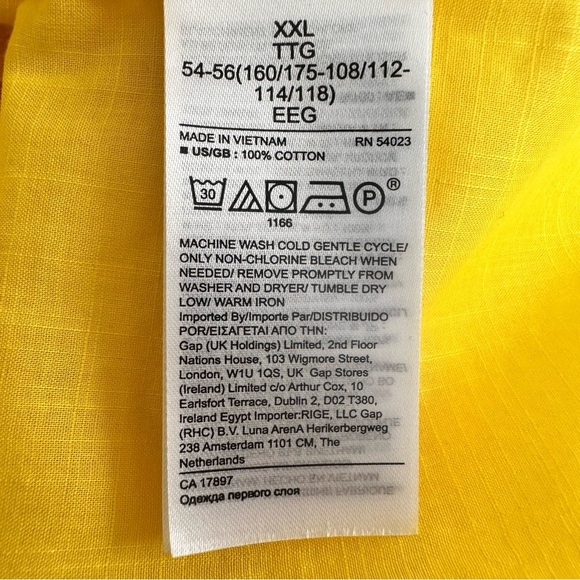 XXL
TTG
54-56(160/175-108/112-
114/118)
EEG
MADE IN VIETNAM RN 54023
■ US/GB : 100% COTTON
30 P ®
1166
MACHINE WASH COLD GENTLE CYCLE/
ONLY NON-CHLORINE BLEACH WHEN
NEEDED/ REMOVE PROMPTLY FROM
WASHER AND DRYER/ TUMBLE DRY
LOW/ WARM IRON
Imported By/Importe Par/DISTRIBUIDO
POR/ΕΙΣΑΓΕΤΑΙ ΑΠΟ ΤΗΝ:
Gap (UK Holdings) Limited, 2nd Floor
Nations House, 103 Wigmore Street,
London, W1U 1QS, UK Gap Stores
(Ireland) Limited c/o Arthur Cox, 10
Earlsfort Terrace, Dublin 2, D02 T380,
Ireland Egypt Importer:RIGE, LLC Gap
(RHC) B.V. Luna ArenA Herikerbergweg
238 Amsterdam 1101 CM, The
Netherlands
CA 17897
Одежда первого слоя